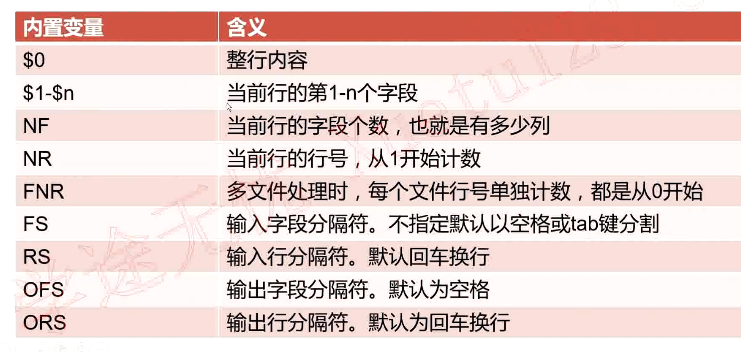 内置变量 含义
$0 整行内容
$1-$n 当前行的第1-n个字段
NF 当前行的字段个数，也就是有多少列
NR 当前行的行号，从1开始计数
FNR 多文件处理时，每个文件行号单独计数，都是从0开始
FS 输入字段分隔符。不指定默认以空格或tab键分割
RS 输入行分隔符。默认回车换行
OFS 输出字段分隔符。默认为空格
ORS 输出行分隔符。默认为回车换行